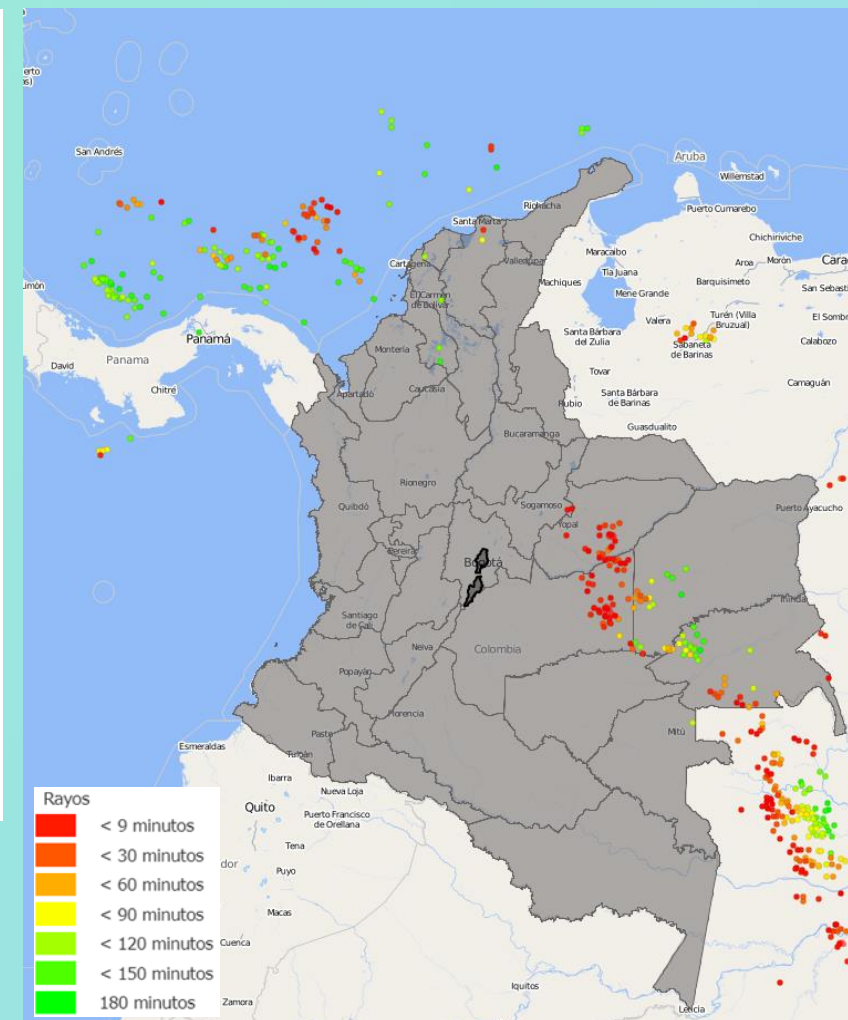 San Andrés
Aruba
Willemstad
Puerto Cumarebo
Riohacha
Santa Marta
Chichiriviche
Maracaibo
Cartagena
Valledupar
Tía Juana
Aroa
Morón
Machiques
Barquisimeto
Mene Grande
El Carmen
de Bolívar
Valera
Turén (Villa
Bruzual)
Panamá
Santa Bárbara
del Zulia
Sabaneta
de Barinas
Calabozo
Montería
David
Panama
Tovar
Camaguán
Chitré
Apartadó
Caucasia
Santa Bárbara
de Barinas
Rubio
Guasdualito
Bucaramanga
Rionegro
Quibdó
Sogamoso
Puerto Ayacucho
Yopal
Pereira
Bogotá
Inírida
Santiago
de Cali
Neiva
Colombia
Popayán
Florencia
Mitú
Esmeraldas
Pasto
Tulcán
Ibarra
Nueva Loja
Quito
Puerto Francisco
de Orellana
Tena
Puyo
Macas
Cuenca
Zamora
Iquitos
Leticia
Rayos
< 9 minutos
< 30 minutos
< 60 minutos
< 90 minutos
< 120 minutos
< 150 minutos
180 minutos